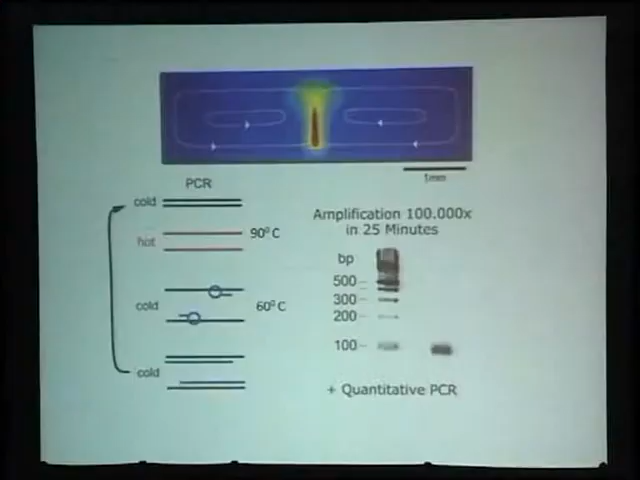 1mm
PCR
cold
hot
90°C
cold
60°C
cold
Amplification 100.000x
in 25 Minutes
bp
500
300
200
100
+ Quantitative PCR